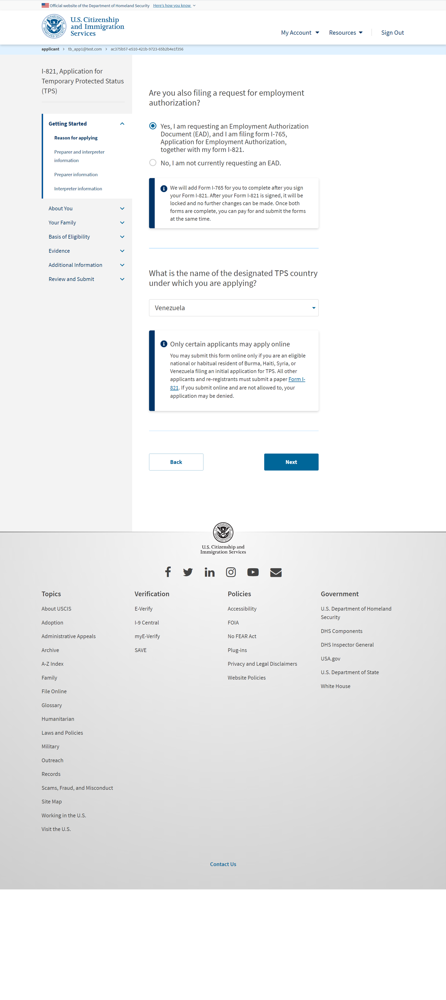 Official website of the Department of Homeland Security Here's how you know
U.S. Citizenship
and Immigration
Services
My Account Resources Sign Out
applicant > tb_app1@test.com > ac375b57-e510-421b-9723-65b2b4e1f356
I-821, Application for
Temporary Protected Status
(TPS)
Getting Started
Reason for applying
Preparer and interpreter
information
Preparer information
Interpreter information
About You
Your Family
Basis of Eligibility
Evidence
Additional Information
Review and Submit
Are you also filing a request for employment
authorization?
Yes, I am requesting an Employment Authorization
Document (EAD), and I am filing form I-765,
Application for Employment Authorization,
together with my form I-821.
No, I am not currently requesting an EAD.
We will add Form I-765 for you to complete after you sign
your Form I-821. After your Form I-821 is signed, it will be
locked and no further changes can be made. Once both
forms are complete, you can pay for and submit the forms
at the same time.
What is the name of the designated TPS country
under which you are applying?
Venezuela
Only certain applicants may apply online
You may submit this form online only if you are an eligible
national or habitual resident of Burma, Haiti, Syria, or
Venezuela filing an initial application for TPS. All other
applicants and re-registrants must submit a paper Form I-
821. If you submit online and are not allowed to, your
application may be denied.
Back
Next
U.S. Citizenship and
Immigration Services
Topics
About USCIS
Adoption
Administrative Appeals
Archive
A-Z Index
Family
File Online
Glossary
Humanitarian
Laws and Policies
Military
Outreach
Records
Scams, Fraud, and Misconduct
Site Map
Working in the U.S.
Visit the U.S.
Verification
E-Verify
I-9 Central
myE-Verify
SAVE
Policies
Accessibility
FOIA
No FEAR Act
Plug-ins
Privacy and Legal Disclaimers
Website Policies
Government
U.S. Department of Homeland
Security
DHS Components
DHS Inspector General
USA.gov
U.S. Department of State
White House
Contact Us